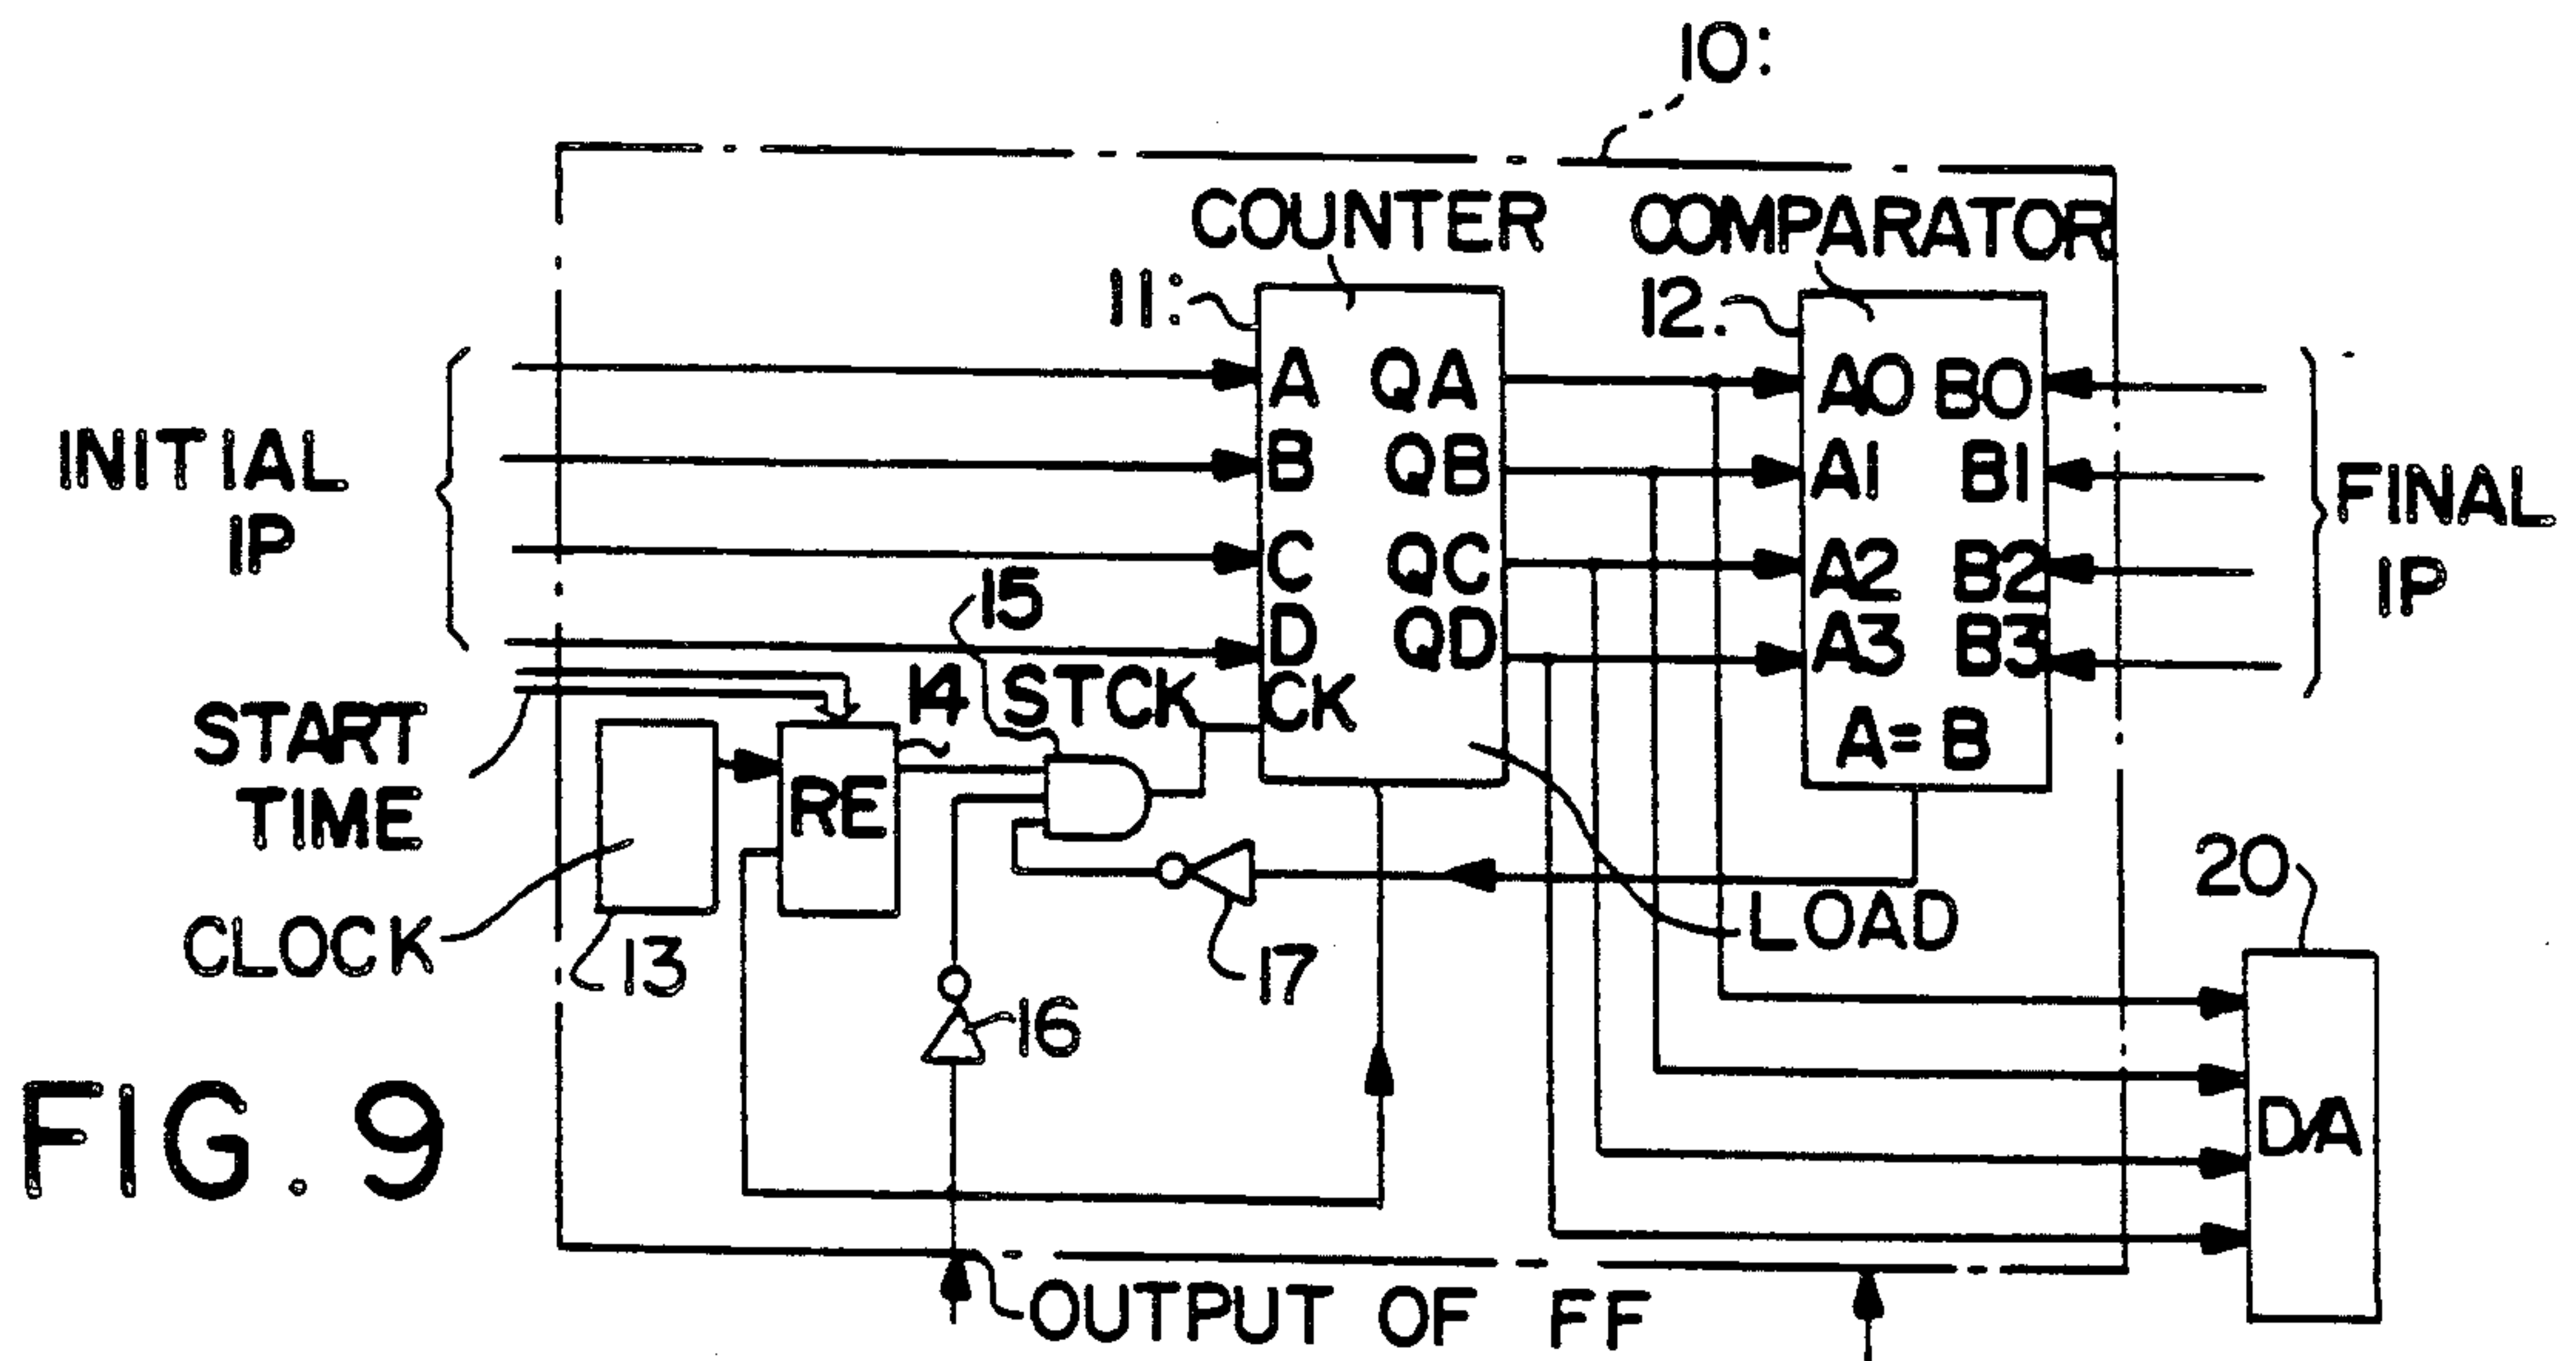 10:
COUNTER COMPARATOR
11: 12.
A QA A0 B0
B QB A1 B1
C QC A2 B2
D QD A3 B3
CK A=B
INITIAL
IP
FINAL
IP
15
14 STCK
START
TIME
RE
CLOCK
13
16
17
LOAD
20
D/A
FIG. 9
OUTPUT OF FF